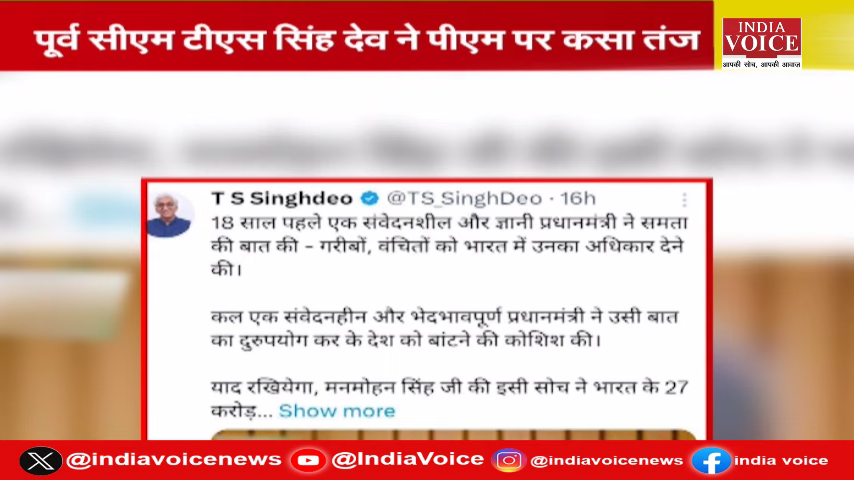 पूर्व सीएम टीएस सिंह देव ने पीएम पर कसा तंज
INDIA
VOICE
आपकी सोच, आपकी आवाज़
T S Singhdeo @TS_SinghDeo · 16h
18 साल पहले एक संवेदनशील और ज्ञानी प्रधानमंत्री ने समता
की बात की - गरीबों, वंचितों को भारत में उनका अधिकार देने
की।
कल एक संवेदनहीन और भेदभावपूर्ण प्रधानमंत्री ने उसी बात
का दुरुपयोग कर के देश को बांटने की कोशिश की।
याद रखियेगा, मनमोहन सिंह जी की इसी सोच ने भारत के 27
करोड़... Show more
@indiavoicenews @IndiaVoice @indiavoicenews india voice